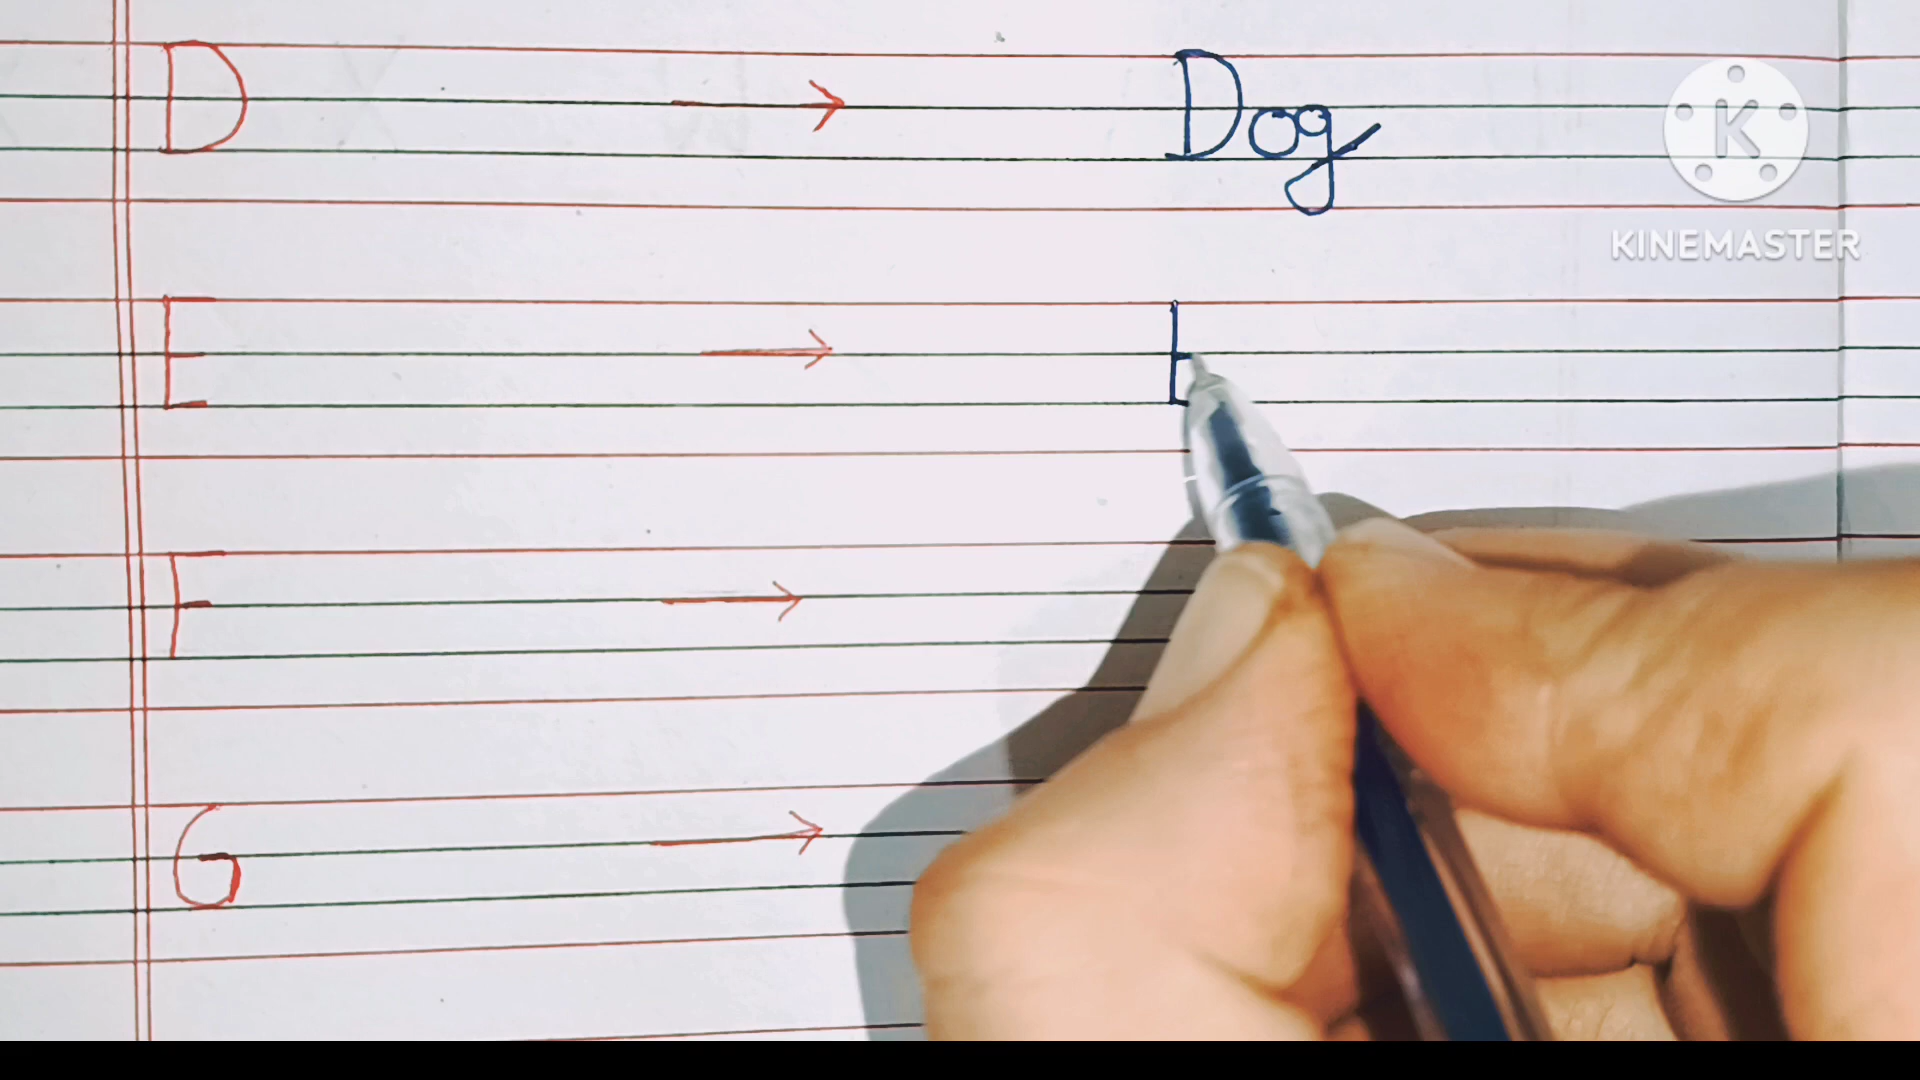 D → Dog
K
KINEMASTER
E → E
F →
G →